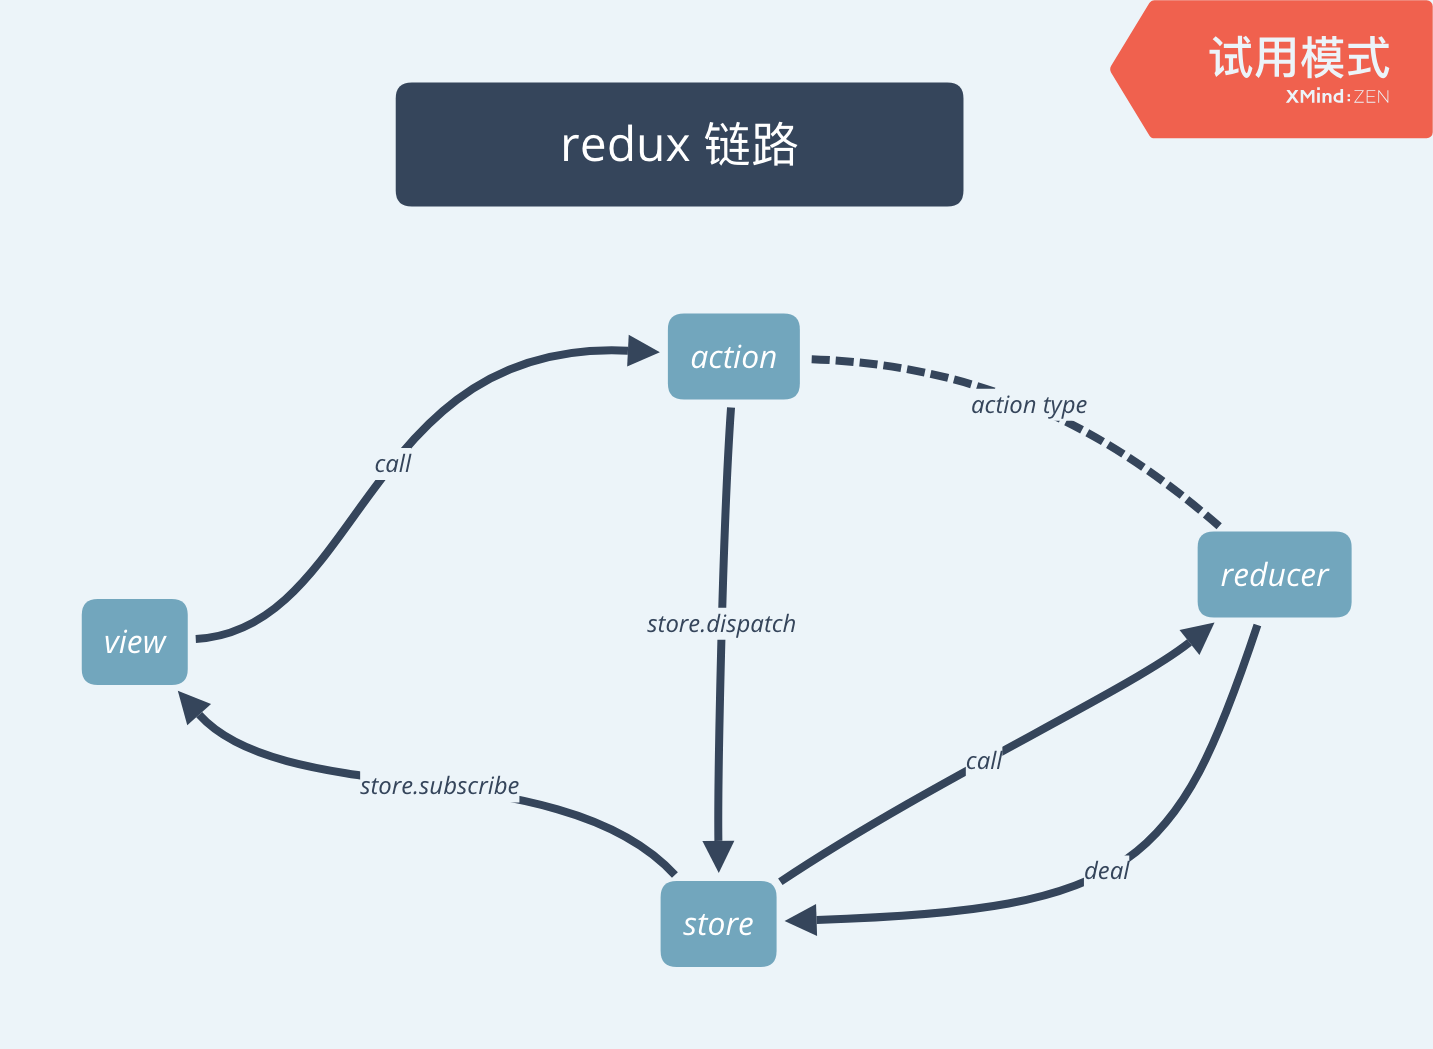 试用模式
XMind:ZEN
redux 链路
action
action type
call
reducer
store.dispatch
view
call
store.subscribe
deal
store